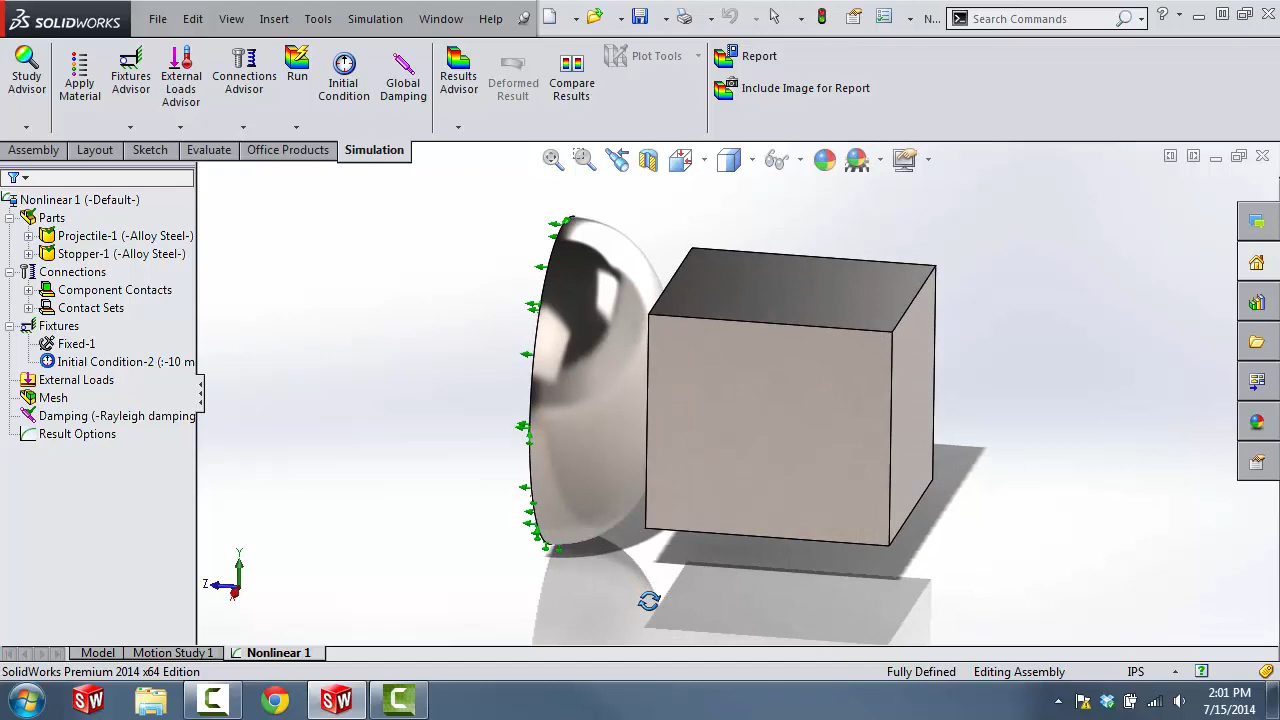 SOLIDWORKS File Edit View Insert Tools Simulation Window Help N... Search Commands ?
Study Advisor
Apply Material
Fixtures Advisor
External Loads Advisor
Connections Advisor
Run
Initial Condition
Global Damping
Results Advisor
Deformed Result
Compare Results
Plot Tools
Report
Include Image for Report
Assembly Layout Sketch Evaluate Office Products Simulation
Nonlinear 1 (-Default-)
Parts
Projectile-1 (-Alloy Steel-)
Stopper-1 (-Alloy Steel-)
Connections
Component Contacts
Contact Sets
Fixtures
Fixed-1
Initial Condition-2 (:-10 m
External Loads
Mesh
Damping (-Rayleigh damping
Result Options
Y
Z
Model Motion Study 1 Nonlinear 1
SolidWorks Premium 2014 x64 Edition Fully Defined Editing Assembly IPS ?
SW C SW C 2:01 PM
7/15/2014